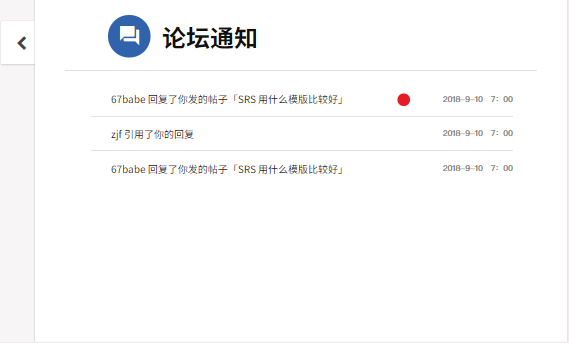 论坛通知
67babe 回复了你发的帖子「SRS 用什么模版比较好」 2018-9-10 7：00
zjf 引用了你的回复 2018-9-10 7：00
67babe 回复了你发的帖子「SRS 用什么模版比较好」 2018-9-10 7：00